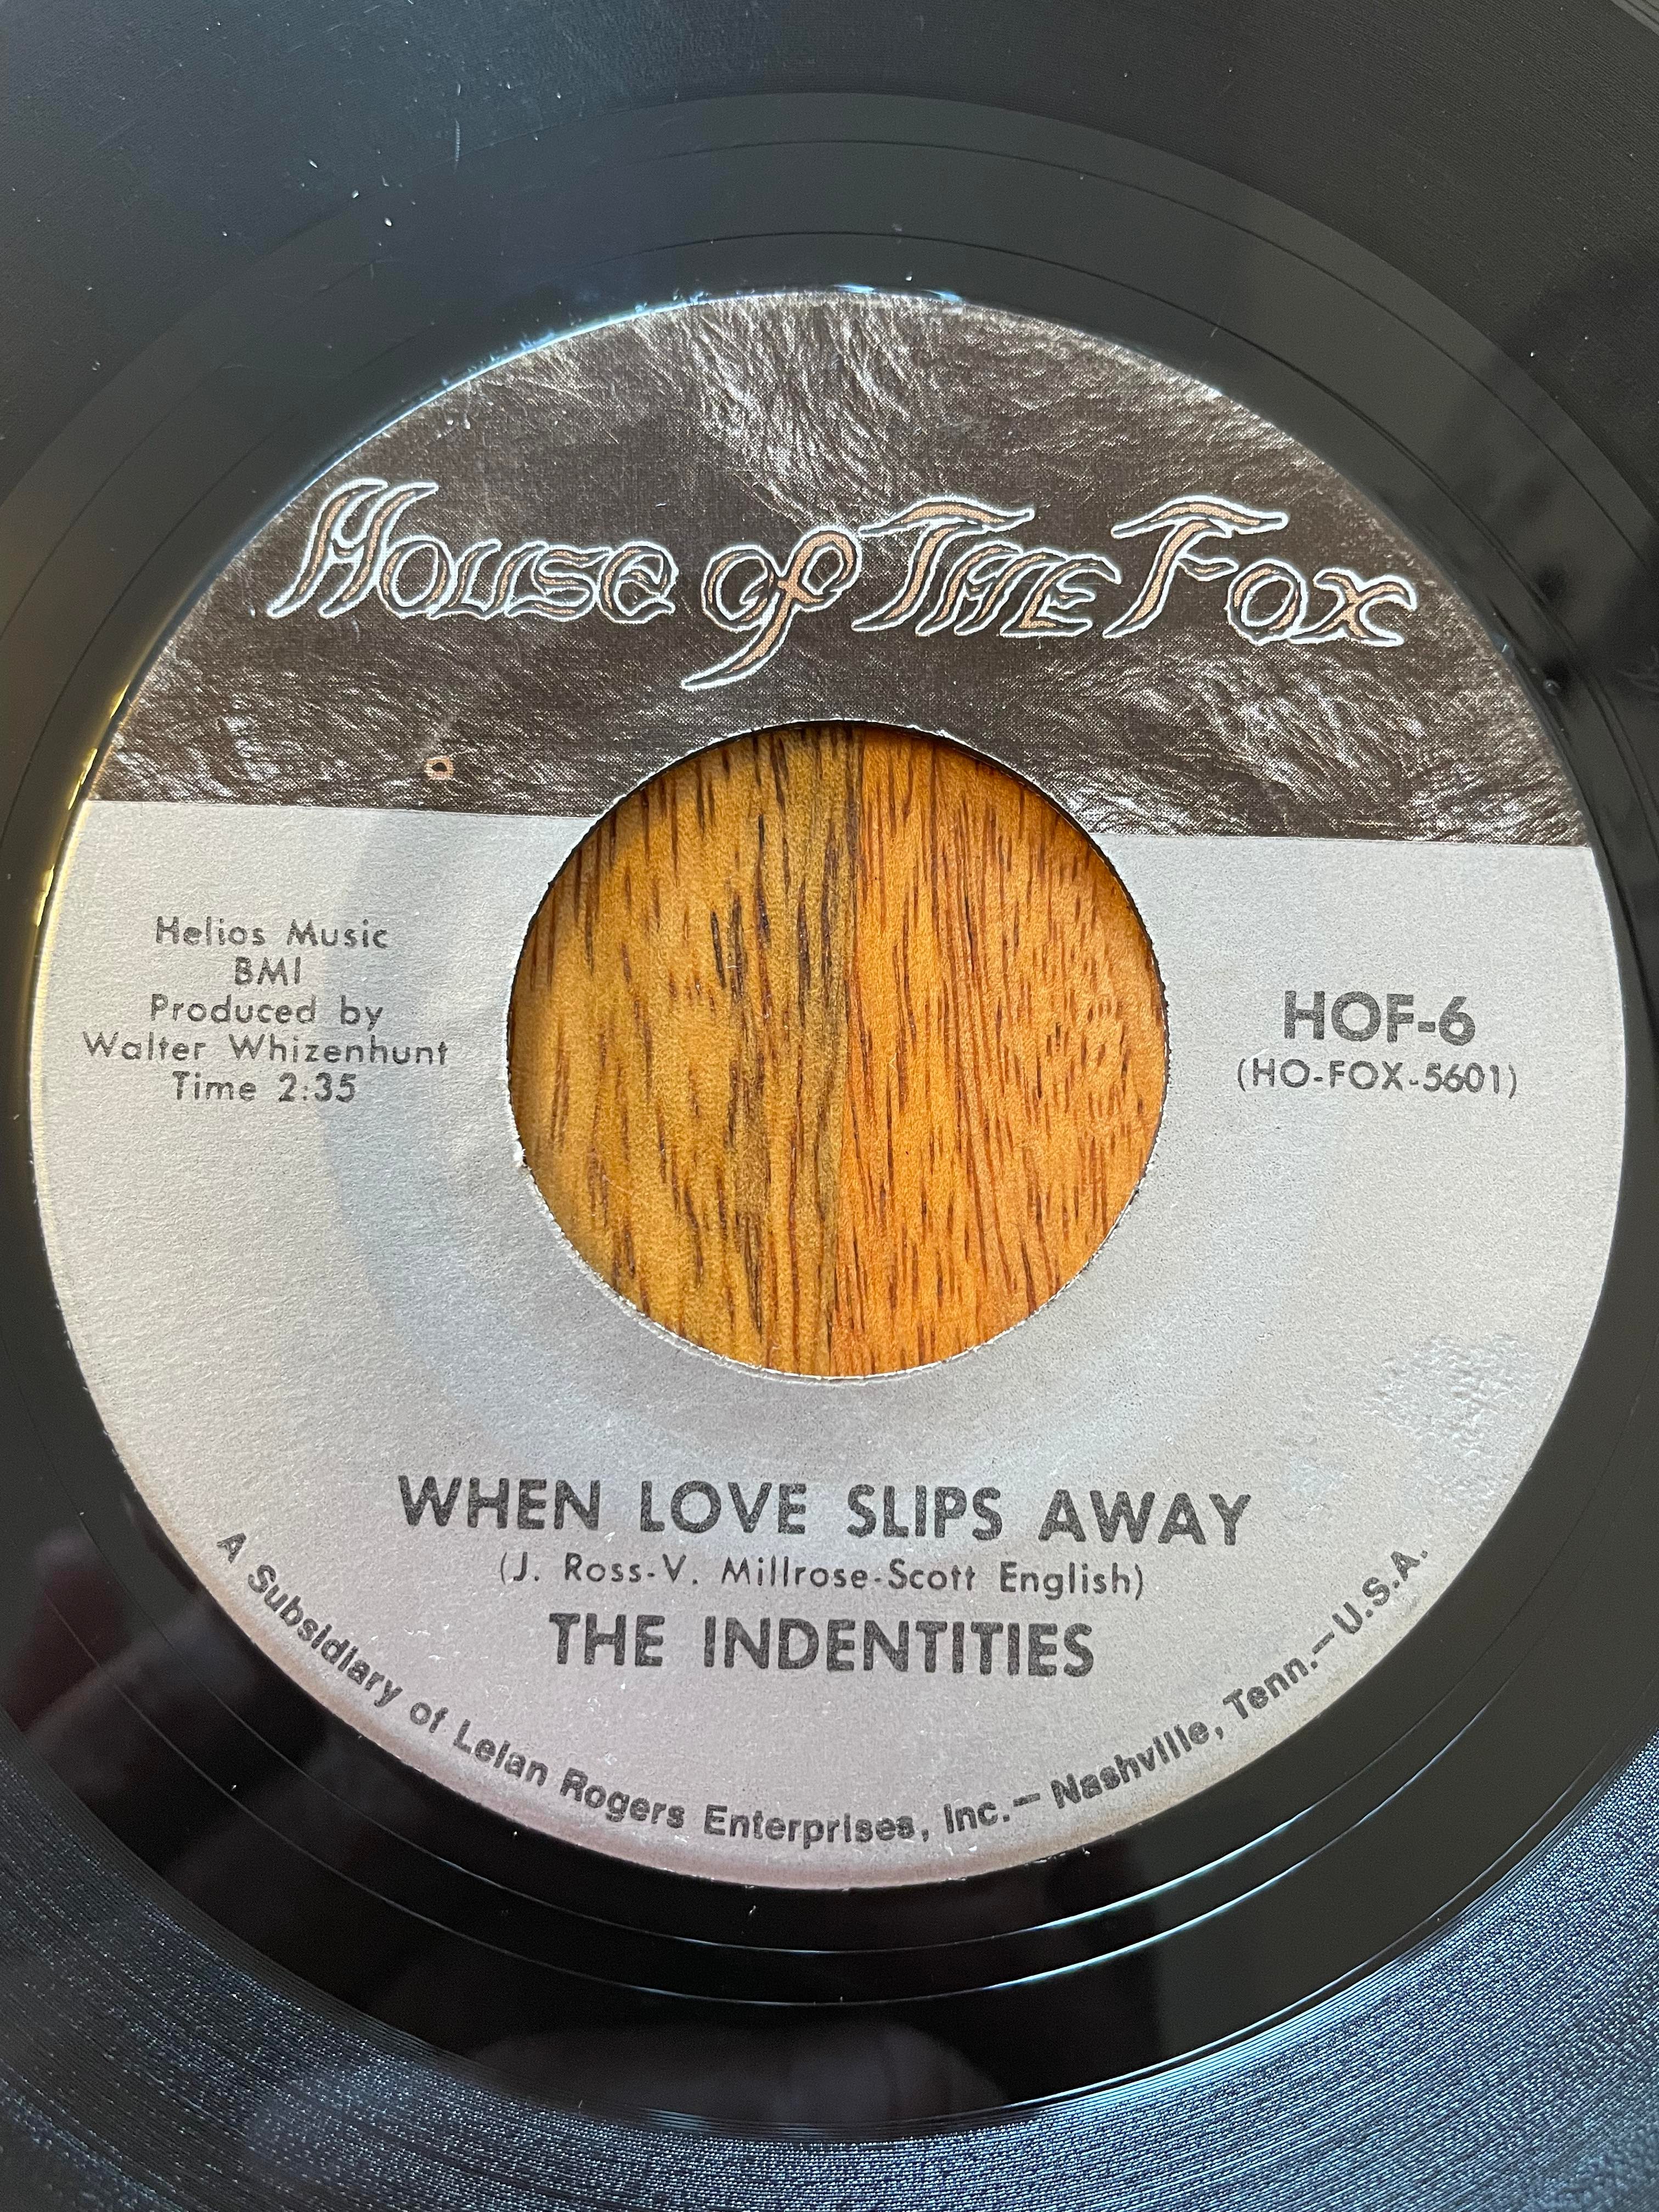 House of The Fox
Helios Music
BMI
Produced by
Walter Whizenhunt
Time 2:35
HOF-6
(HO-FOX-5601)
WHEN LOVE SLIPS AWAY
(J. Ross-V. Millrose-Scott English)
THE INDENTITIES
A Subsidiary of Lelan Rogers Enterprises, Inc.—Nashville, Tenn.—U.S.A.